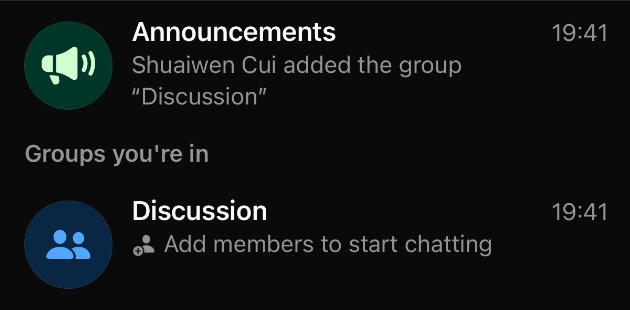 Announcements 19:41
Shuaiwen Cui added the group
“Discussion”
Groups you're in
Discussion 19:41
Add members to start chatting